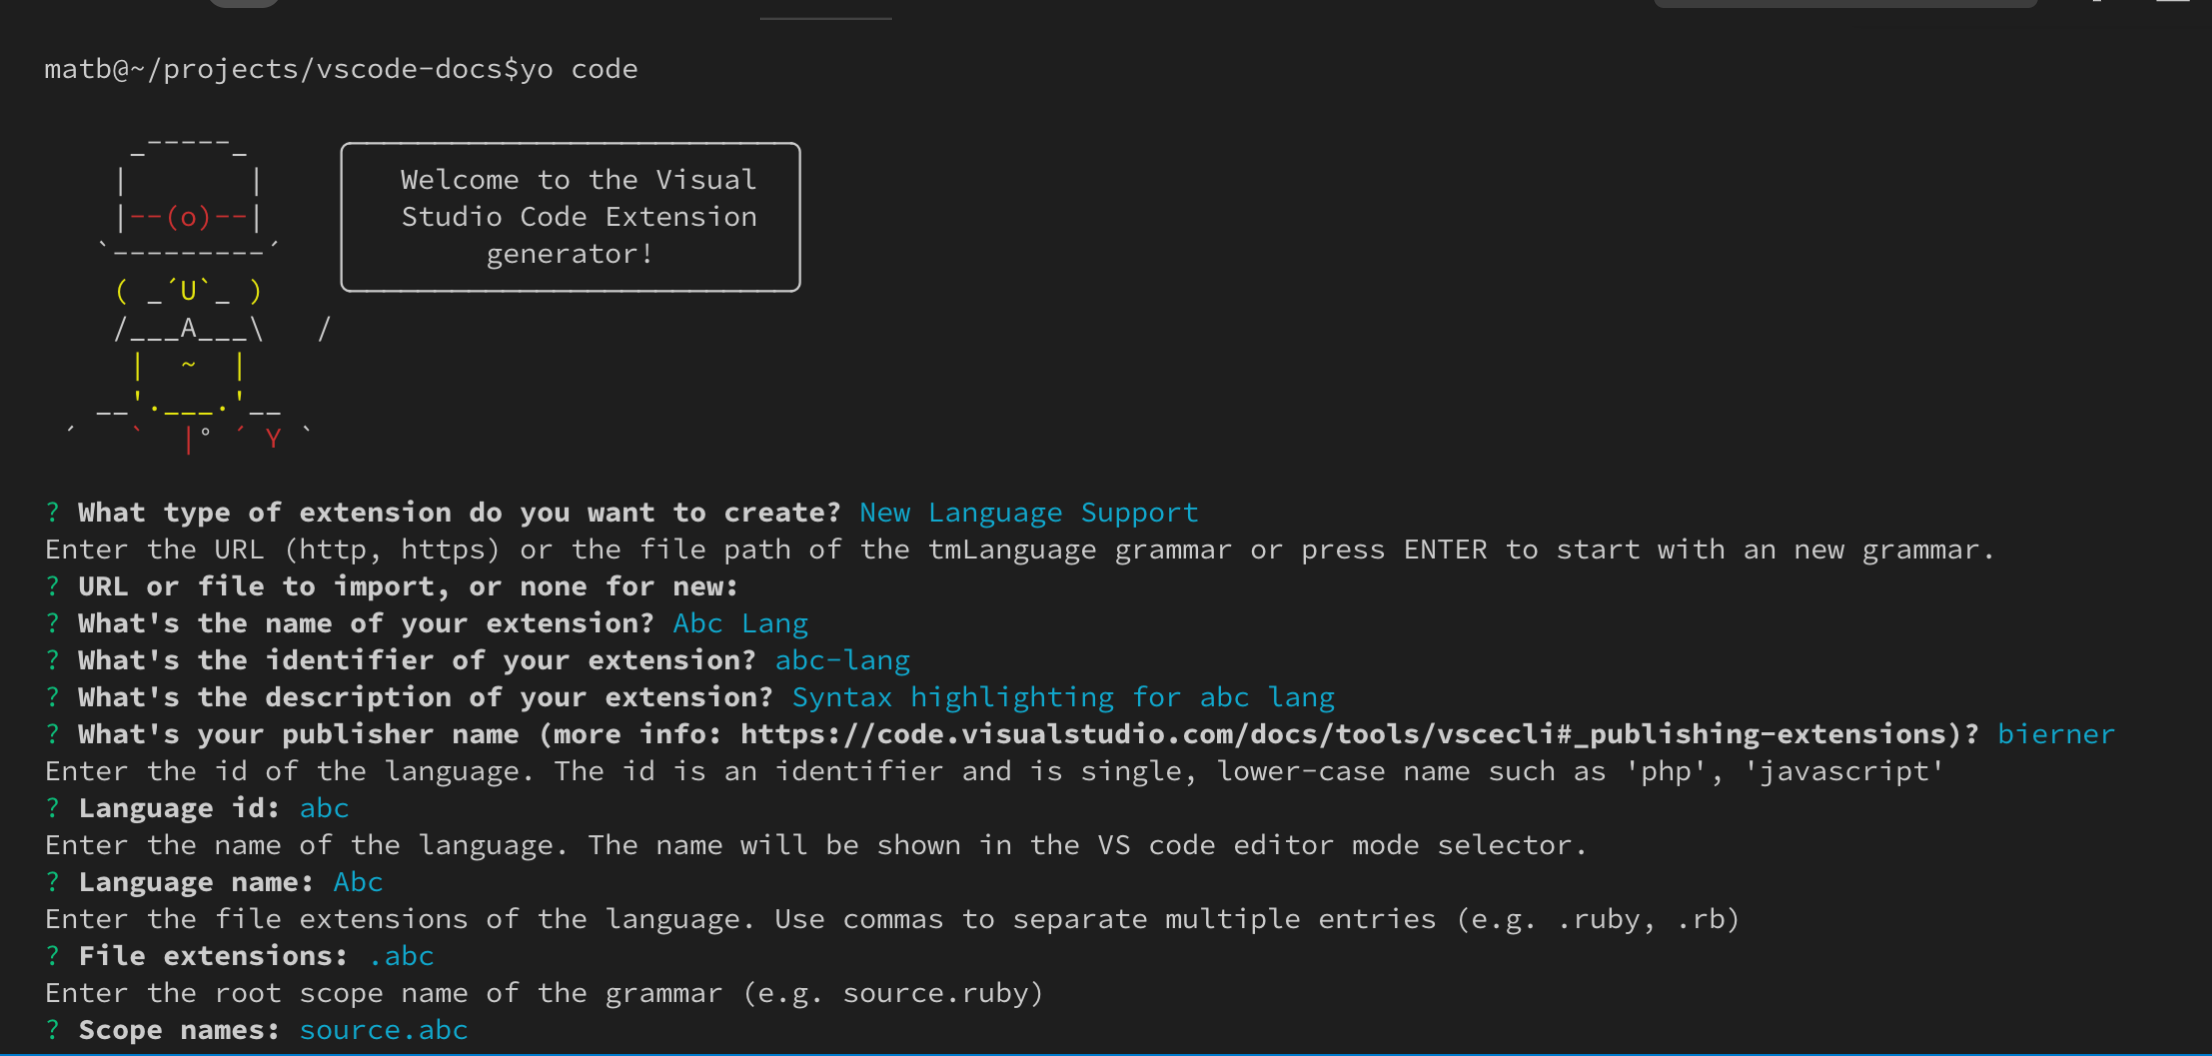 matb@~/projects/vscode-docs$yo code
     _-----_
    |       |
    |--(o)--|
   `---------´
    ( _´U`_ )
    /___A___\   /
     |  ~  |
   __'.___.'__
 ´   `  |° ´ Y `
Welcome to the Visual
Studio Code Extension
generator!
? What type of extension do you want to create? New Language Support
Enter the URL (http, https) or the file path of the tmLanguage grammar or press ENTER to start with an new grammar.
? URL or file to import, or none for new:
? What's the name of your extension? Abc Lang
? What's the identifier of your extension? abc-lang
? What's the description of your extension? Syntax highlighting for abc lang
? What's your publisher name (more info: https://code.visualstudio.com/docs/tools/vscecli#_publishing-extensions)? bierner
Enter the id of the language. The id is an identifier and is single, lower-case name such as 'php', 'javascript'
? Language id: abc
Enter the name of the language. The name will be shown in the VS code editor mode selector.
? Language name: Abc
Enter the file extensions of the language. Use commas to separate multiple entries (e.g. .ruby, .rb)
? File extensions: .abc
Enter the root scope name of the grammar (e.g. source.ruby)
? Scope names: source.abc